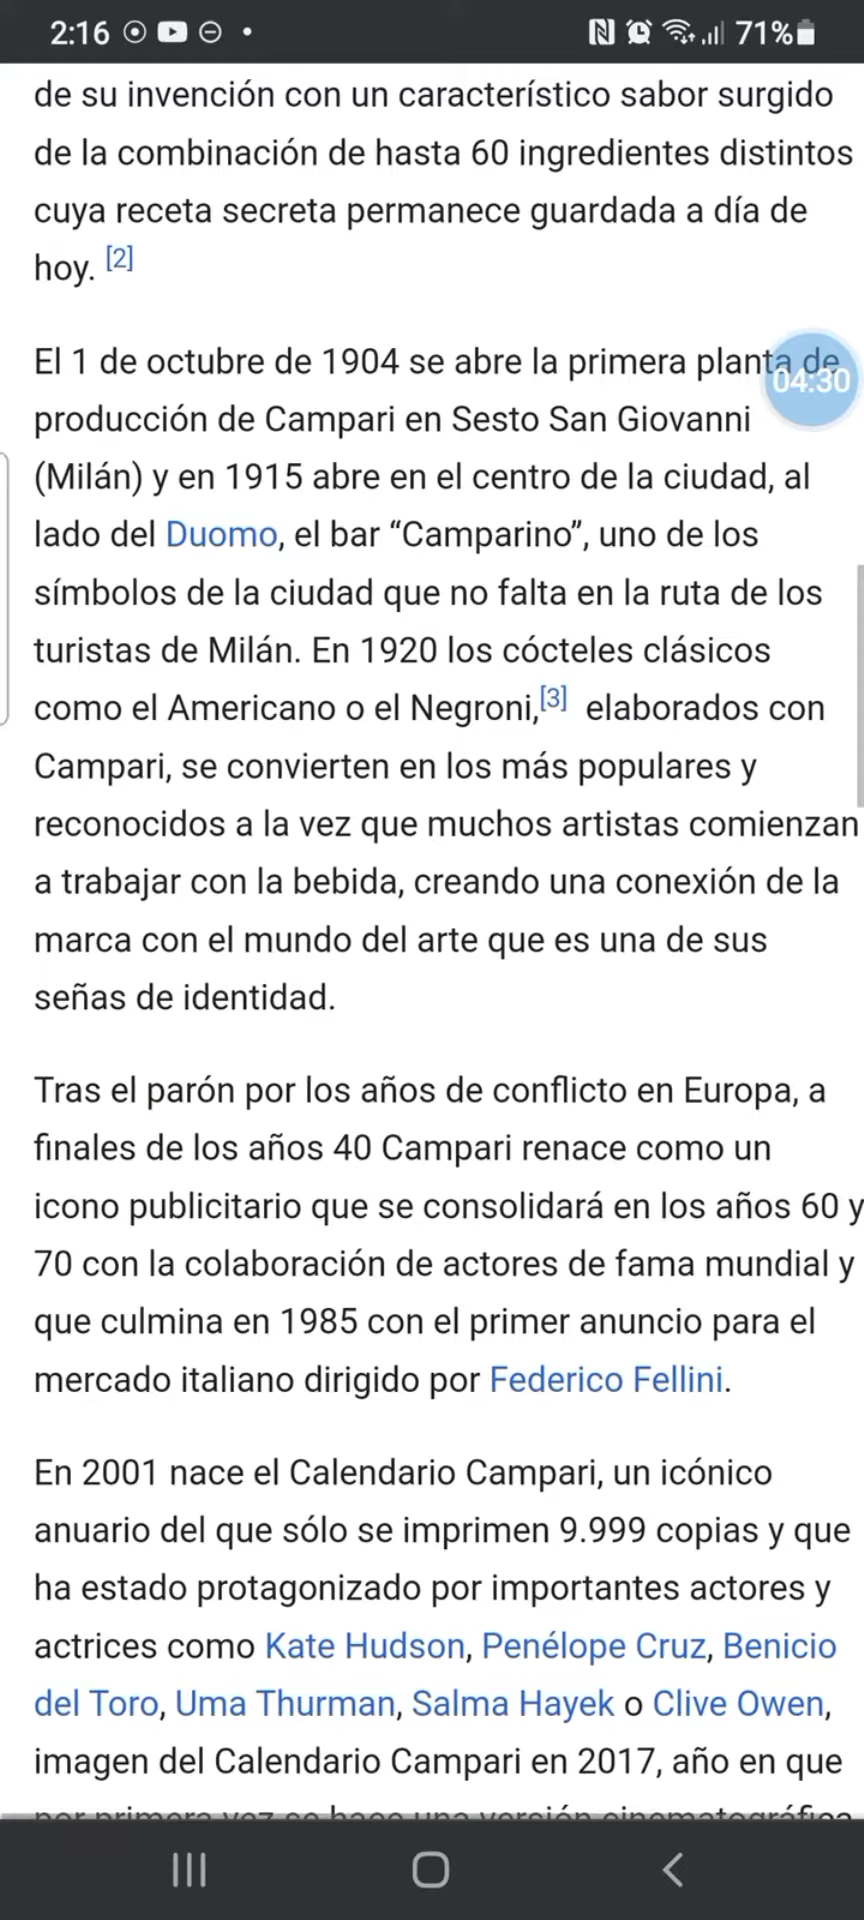 2:16
71%
de su invención con un característico sabor surgido
de la combinación de hasta 60 ingredientes distintos
cuya receta secreta permanece guardada a día de
hoy. [2]
El 1 de octubre de 1904 se abre la primera planta de
04:30
producción de Campari en Sesto San Giovanni
(Milán) y en 1915 abre en el centro de la ciudad, al
lado del Duomo, el bar “Camparino”, uno de los
símbolos de la ciudad que no falta en la ruta de los
turistas de Milán. En 1920 los cócteles clásicos
como el Americano o el Negroni,[3] elaborados con
Campari, se convierten en los más populares y
reconocidos a la vez que muchos artistas comienzan
a trabajar con la bebida, creando una conexión de la
marca con el mundo del arte que es una de sus
señas de identidad.
Tras el parón por los años de conflicto en Europa, a
finales de los años 40 Campari renace como un
icono publicitario que se consolidará en los años 60 y
70 con la colaboración de actores de fama mundial y
que culmina en 1985 con el primer anuncio para el
mercado italiano dirigido por Federico Fellini.
En 2001 nace el Calendario Campari, un icónico
anuario del que sólo se imprimen 9.999 copias y que
ha estado protagonizado por importantes actores y
actrices como Kate Hudson, Penélope Cruz, Benicio
del Toro, Uma Thurman, Salma Hayek o Clive Owen,
imagen del Calendario Campari en 2017, año en que
por primera vez se hace una versión cinematográfica